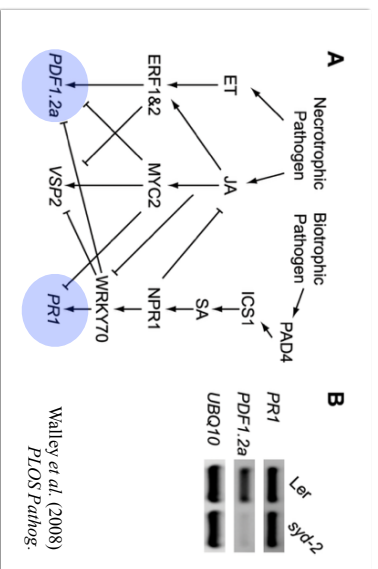 A
Necrotrophic
Pathogen
Biotrophic
Pathogen
ET
JA
PAD4
ICS1
SA
ERF1&2
MYC2
NPR1
WRKY70
PDF1.2a
VSP2
PR1
B
Ler
syd-2
PR1
PDF1.2a
UBQ10
Walley et al. (2008)
PLOS Pathog.